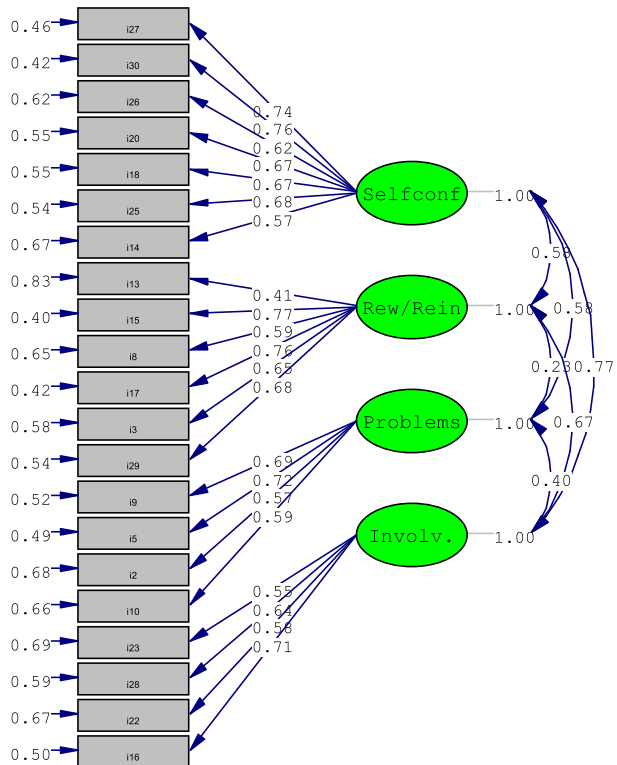 0.46 i27
0.42 i30
0.62 i26
0.55 i20
0.55 i18
0.54 i25
0.67 i14
0.83 i13
0.40 i15
0.65 i8
0.42 i17
0.58 i3
0.54 i29
0.52 i9
0.49 i5
0.68 i2
0.66 i10
0.69 i23
0.59 i28
0.67 i22
0.50 i16
0.74
0.76
0.62
0.67
0.67
0.68
0.57
0.41
0.77
0.59
0.76
0.65
0.68
0.69
0.72
0.57
0.59
0.55
0.64
0.58
0.71
Selfconf 1.00
Rew/Rein 1.00
Problems 1.00
Involv. 1.00
0.58
0.58
0.23 0.77
0.67
0.40